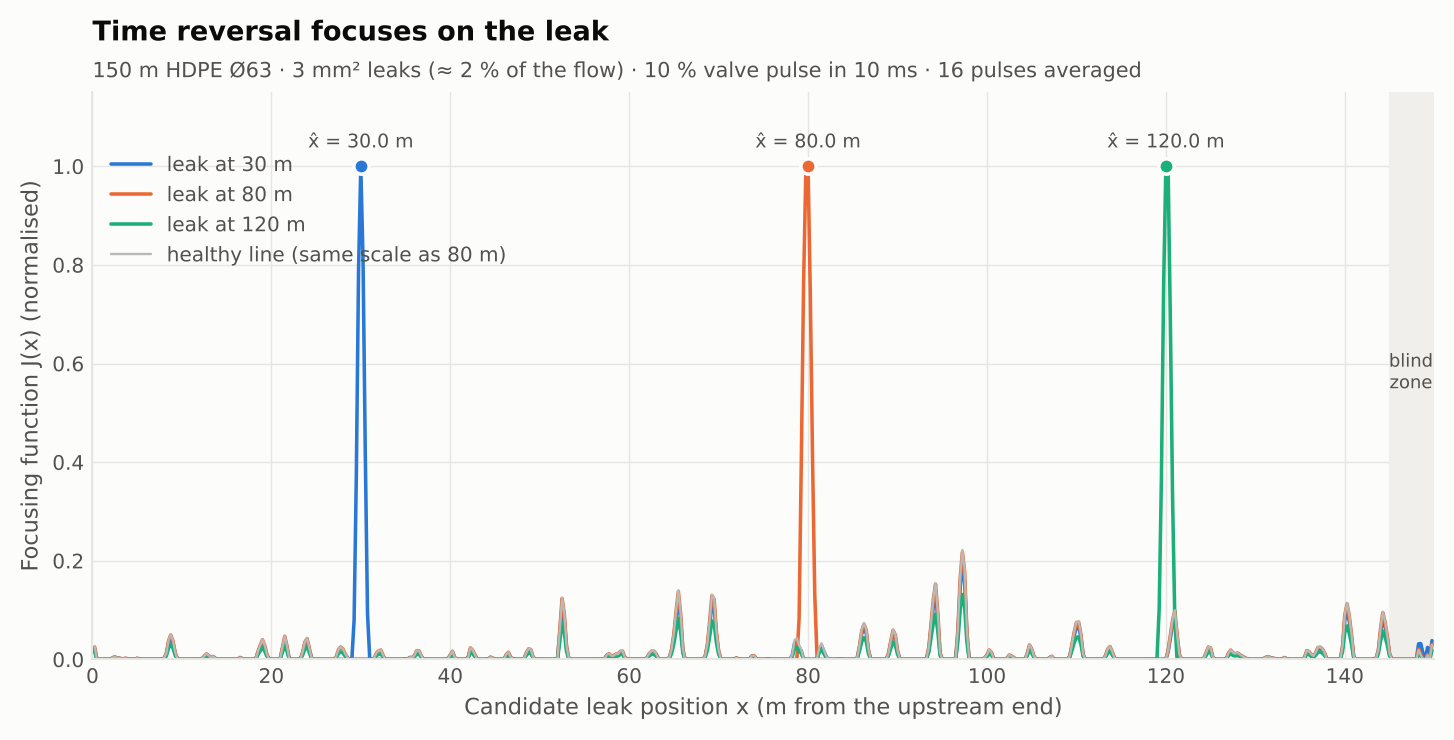 Time reversal focuses on the leak
150 m HDPE Ø63 · 3 mm² leaks (≈ 2 % of the flow) · 10 % valve pulse in 10 ms · 16 pulses averaged
x̂ = 30.0 m
x̂ = 80.0 m
x̂ = 120.0 m
leak at 30 m
leak at 80 m
leak at 120 m
healthy line (same scale as 80 m)
blind
zone
Focusing function J(x) (normalised)
1.0
0.8
0.6
0.4
0.2
0.0
0
20
40
60
80
100
120
140
Candidate leak position x (m from the upstream end)